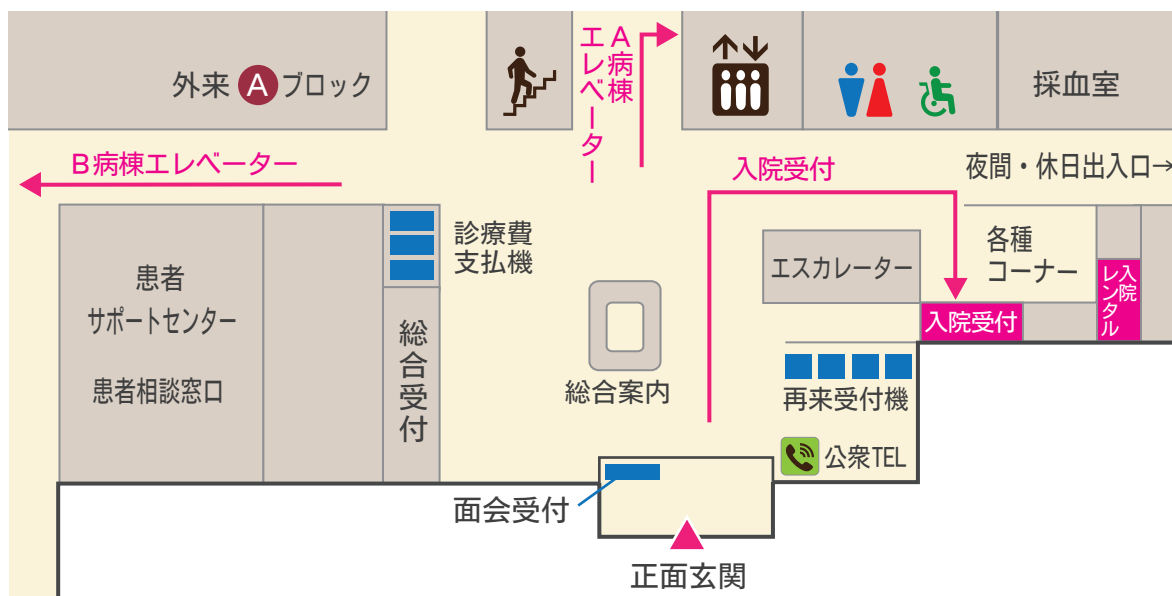 外来 A ブロック
A病棟
エレベーター
採血室
B病棟エレベーター
入院受付
夜間・休日出入口→
患者
サポートセンター
患者相談窓口
診療費
支払機
総合受付
総合案内
エスカレーター
各種
コーナー
入院
レンタル
入院受付
再来受付機
公衆TEL
面会受付
正面玄関